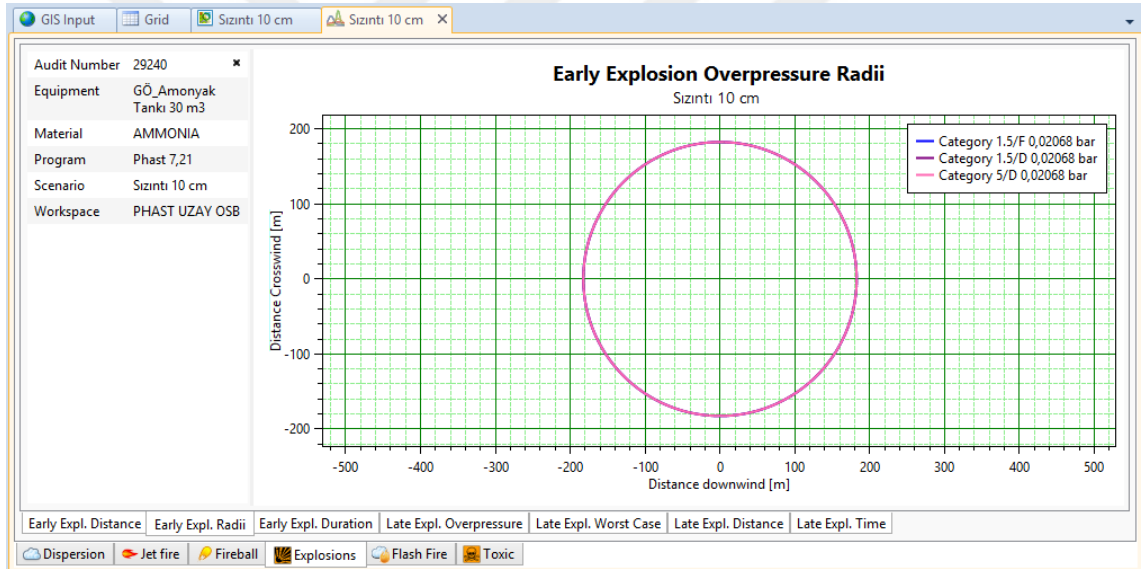 GIS Input
Grid
Sızıntı 10 cm
Sızıntı 10 cm
Audit Number 29240
Equipment GÖ_Amonyak
Tankı 30 m3
Material AMMONIA
Program Phast 7,21
Scenario Sızıntı 10 cm
Workspace PHAST UZAY OSB
Early Explosion Overpressure Radii
Sızıntı 10 cm
Category 1.5/F 0,02068 bar
Category 1.5/D 0,02068 bar
Category 5/D 0,02068 bar
Distance Crosswind [m]
200
100
0
-100
-200
-500 -400 -300 -200 -100 0 100 200 300 400 500
Distance downwind [m]
Early Expl. Distance Early Expl. Radii Early Expl. Duration Late Expl. Overpressure Late Expl. Worst Case Late Expl. Distance Late Expl. Time
Dispersion Jet fire Fireball Explosions Flash Fire Toxic